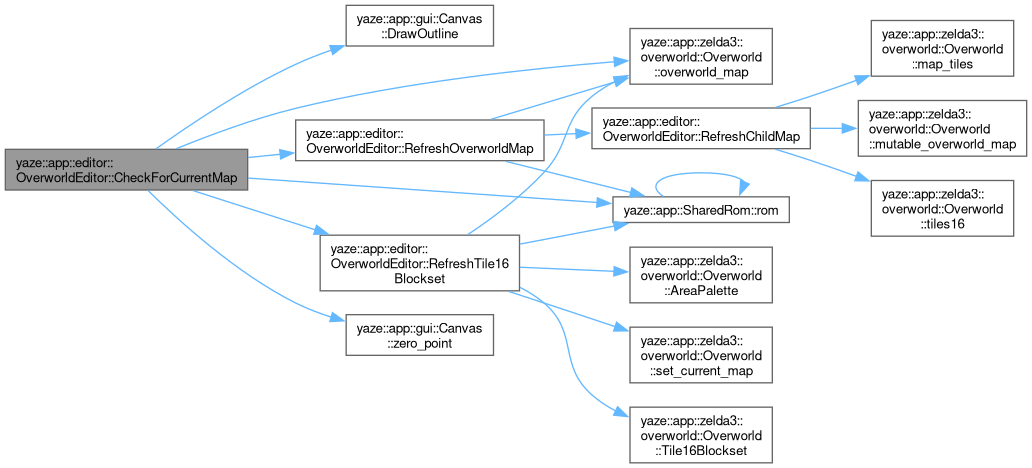 yaze::app::editor::
OverworldEditor::CheckForCurrentMap
yaze::app::gui::Canvas
::DrawOutline
yaze::app::zelda3::
overworld::Overworld
::overworld_map
yaze::app::editor::
OverworldEditor::RefreshOverworldMap
yaze::app::editor::
OverworldEditor::RefreshChildMap
yaze::app::zelda3::
overworld::Overworld
::map_tiles
yaze::app::zelda3::
overworld::Overworld
::mutable_overworld_map
yaze::app::zelda3::
overworld::Overworld
::tiles16
yaze::app::SharedRom::rom
yaze::app::editor::
OverworldEditor::RefreshTile16
Blockset
yaze::app::zelda3::
overworld::Overworld
::AreaPalette
yaze::app::zelda3::
overworld::Overworld
::set_current_map
yaze::app::zelda3::
overworld::Overworld
::Tile16Blockset
yaze::app::gui::Canvas
::zero_point